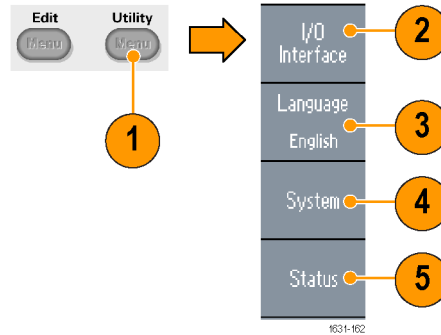 Edit Utility
Menu Menu
1
I/O
Interface
2
Language
English
3
System
4
Status
5
1631-162